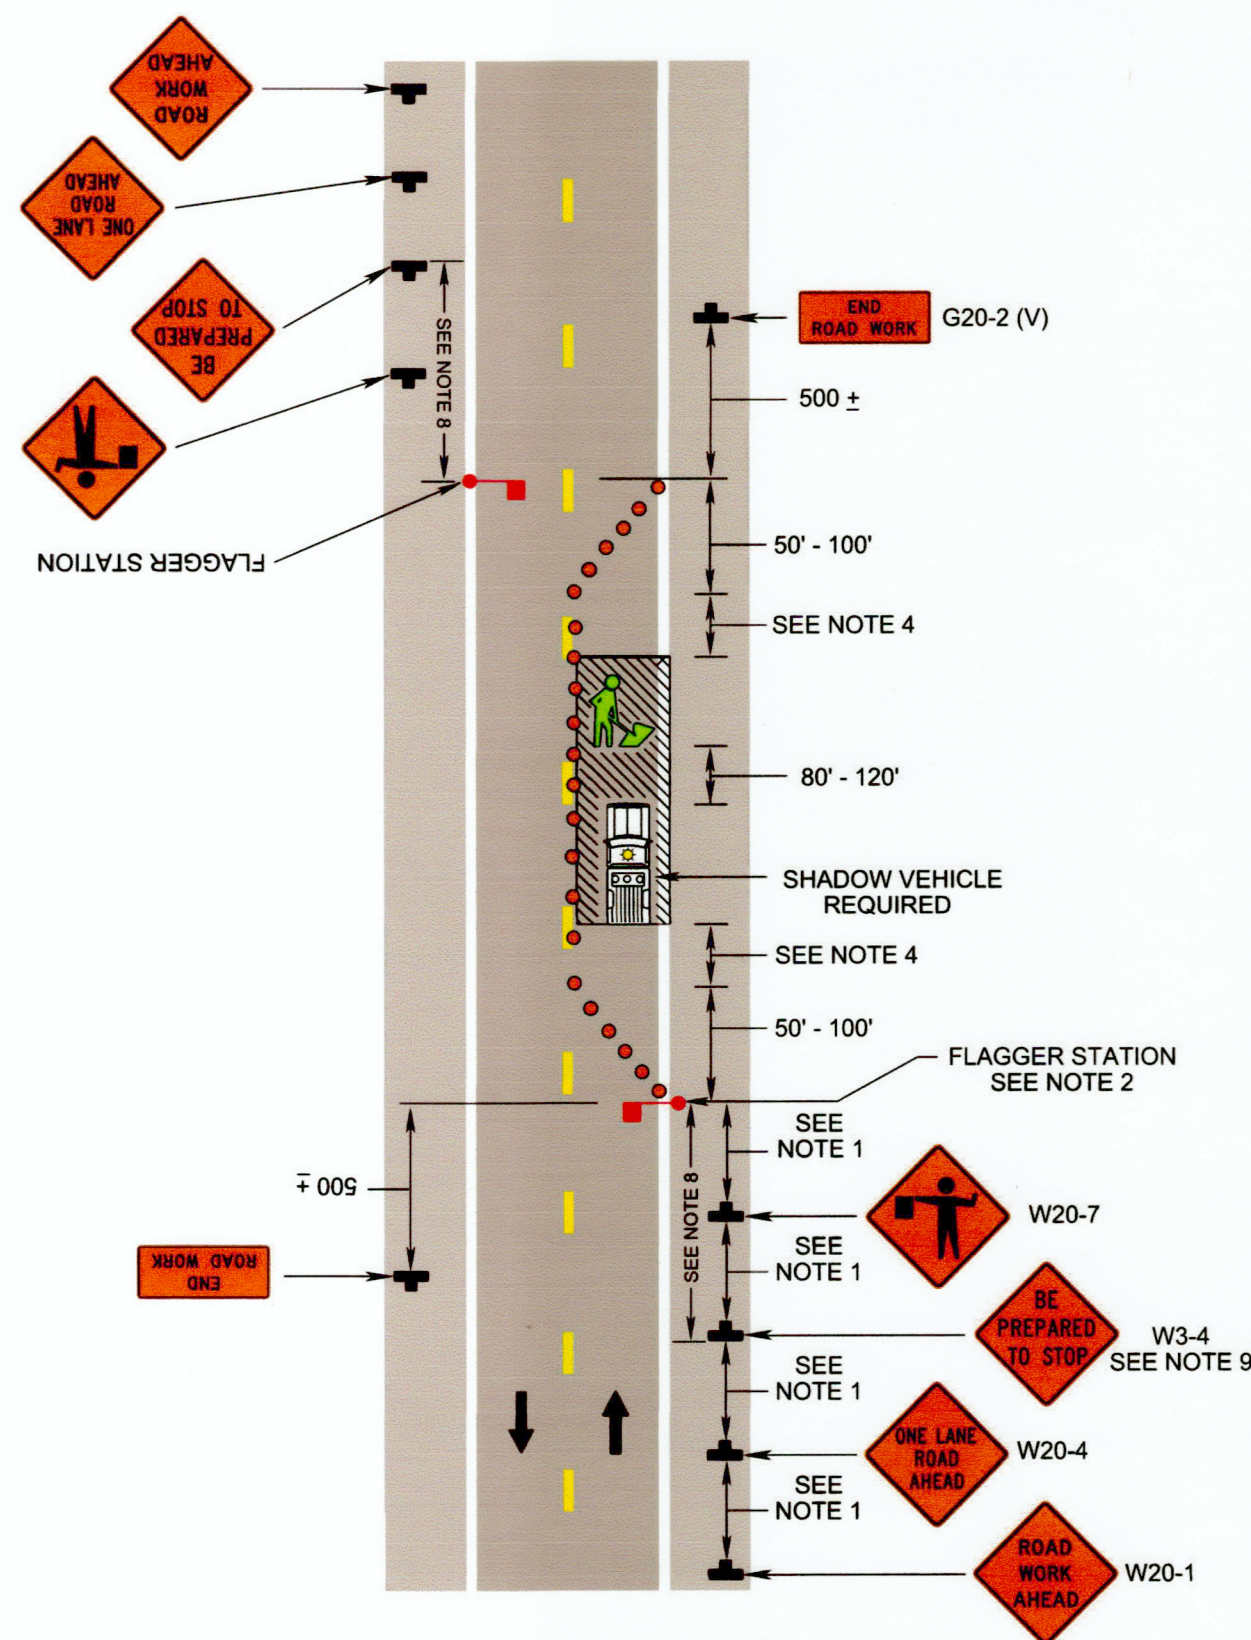 ROAD
WORK
AHEAD
ONE LANE
ROAD
AHEAD
BE
PREPARED
TO STOP
SEE NOTE 8
FLAGGER STATION
END
ROAD WORK
G20-2 (V)
500 ±
50' - 100'
SEE NOTE 4
80' - 120'
SHADOW VEHICLE
REQUIRED
SEE NOTE 4
50' - 100'
FLAGGER STATION
SEE NOTE 2
500 ±
END
ROAD WORK
SEE NOTE 8
SEE
NOTE 1
W20-7
SEE
NOTE 1
BE
PREPARED
TO STOP
W3-4
SEE NOTE 9
SEE
NOTE 1
ONE LANE
ROAD
AHEAD
W20-4
SEE
NOTE 1
ROAD
WORK
AHEAD
W20-1